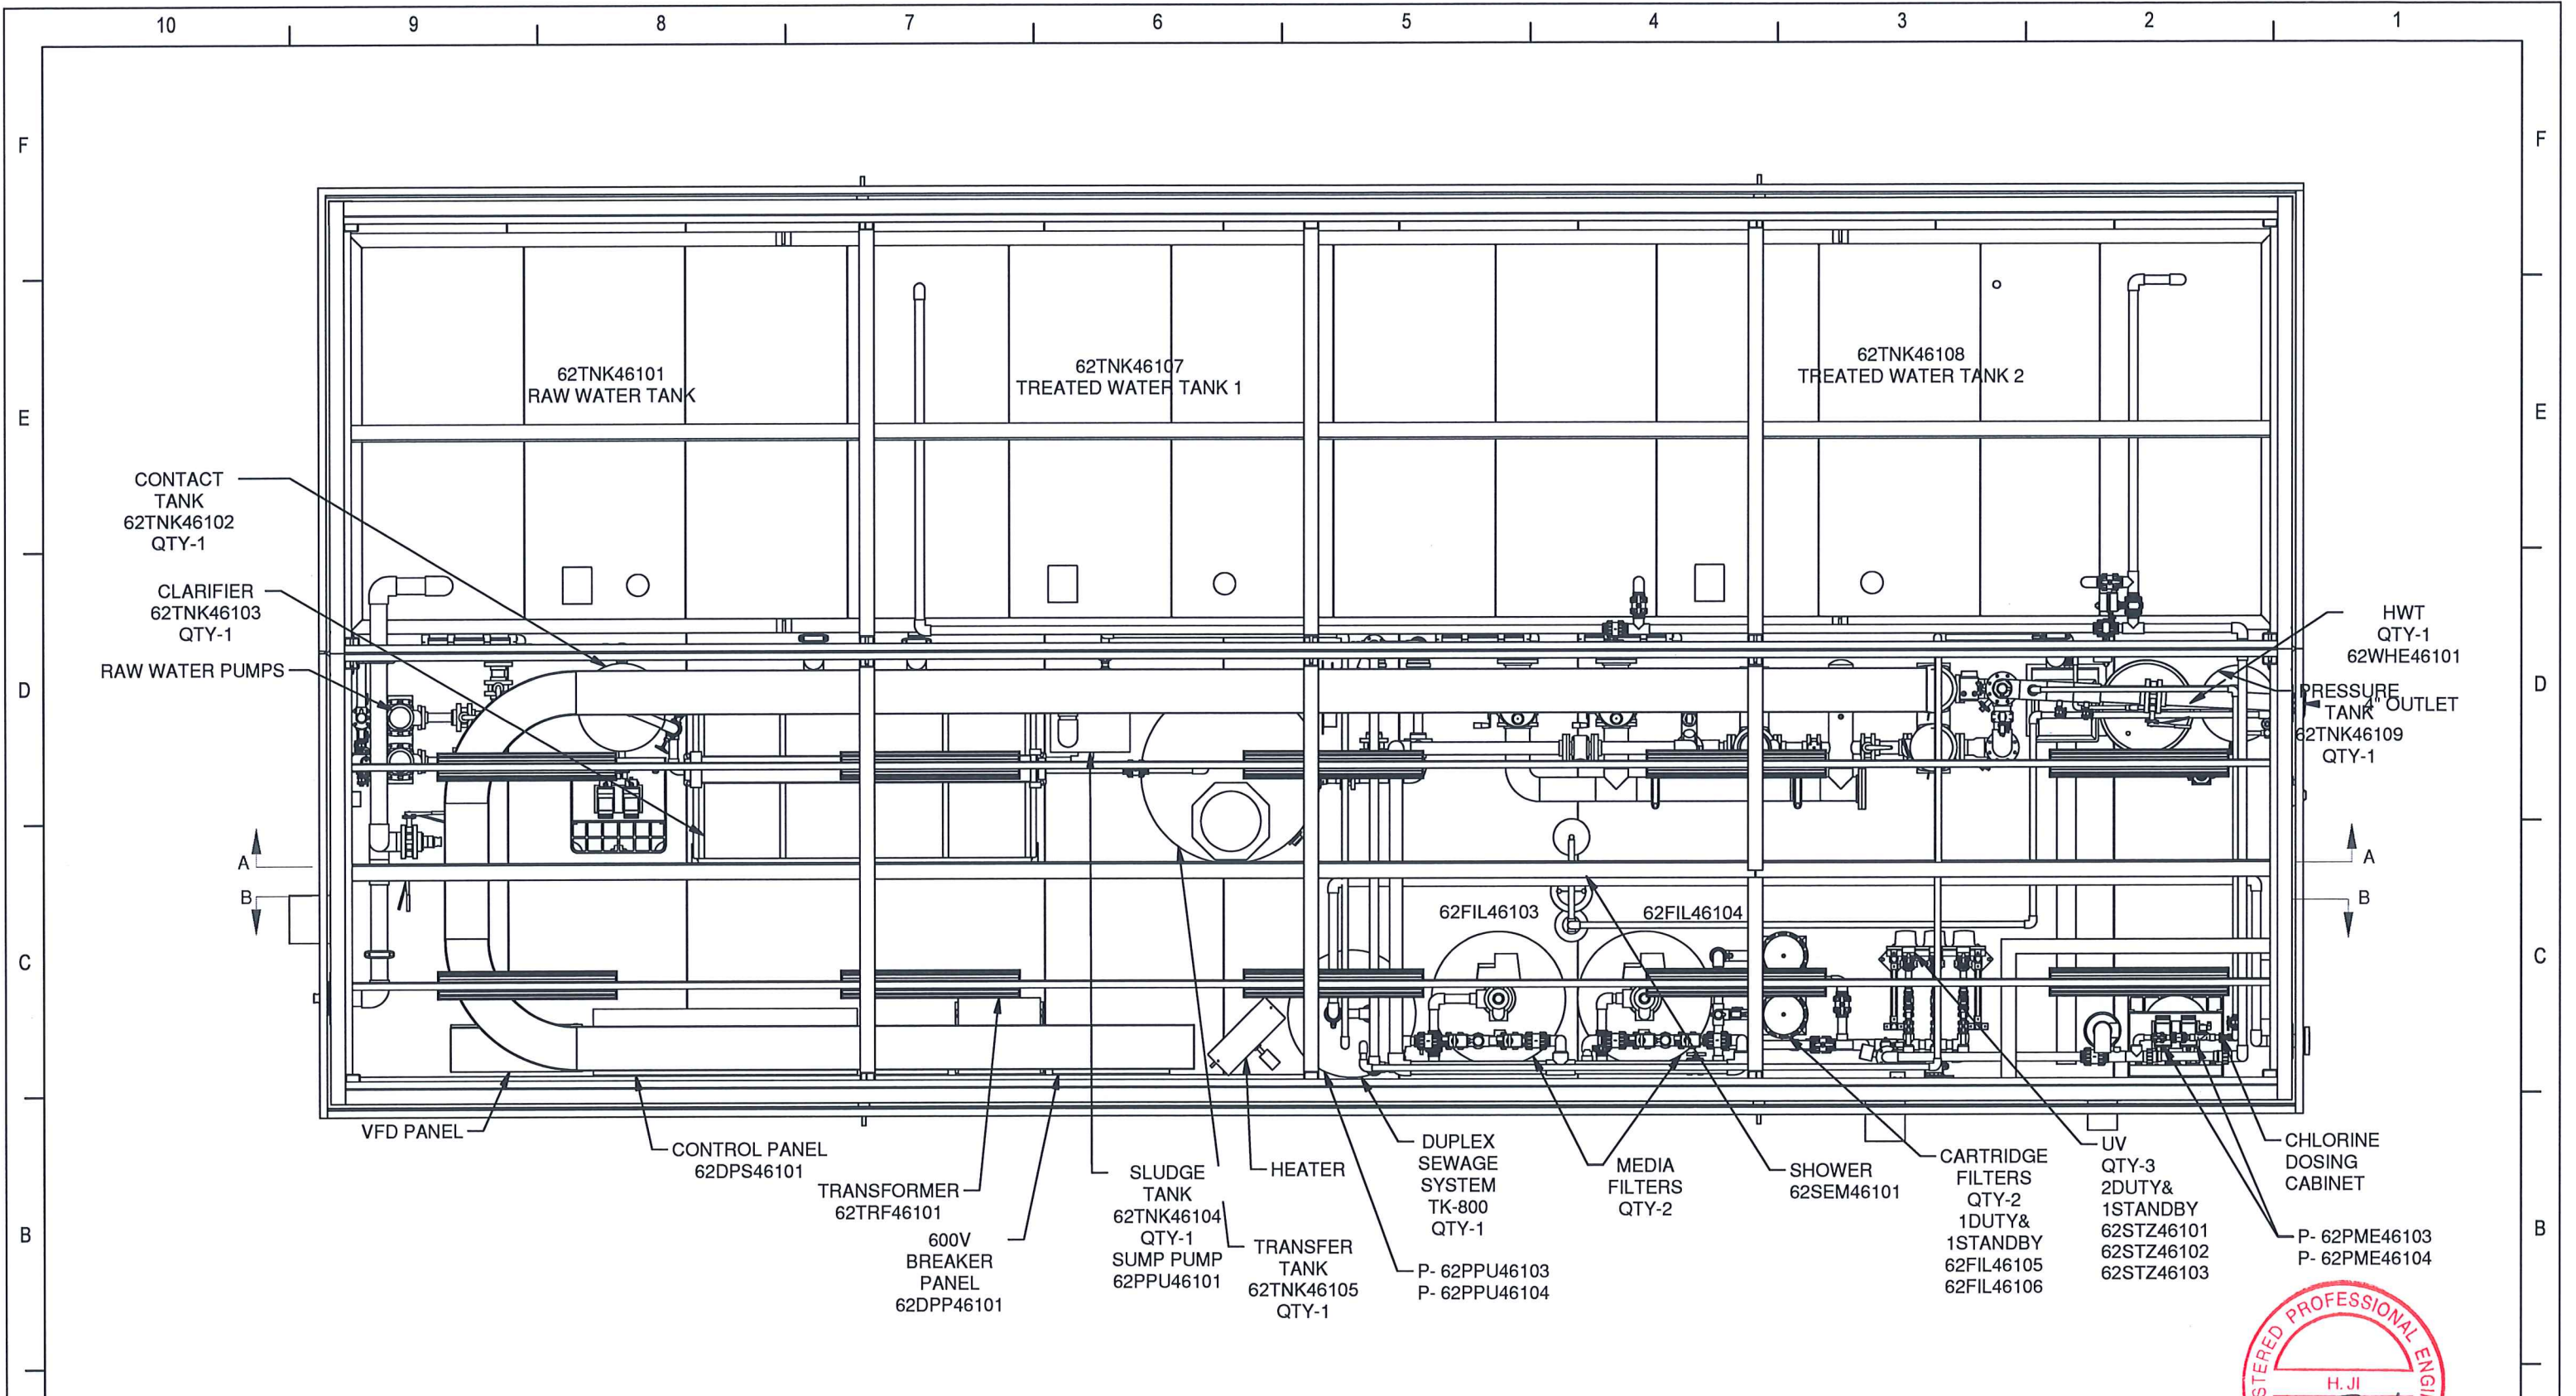 10
9
8
7
6
5
4
3
2
1
F
F
62TNK46101
RAW WATER TANK
62TNK46107
TREATED WATER TANK 1
62TNK46108
TREATED WATER TANK 2
E
E
CONTACT
TANK
62TNK46102
QTY-1
CLARIFIER
62TNK46103
QTY-1
RAW WATER PUMPS
HWT
QTY-1
62WHE46101
D
D
PRESSURE
TANK
62TNK46109
QTY-1
4" OUTLET
A
A
B
B
62FIL46103
62FIL46104
C
C
VFD PANEL
CONTROL PANEL
62DPS46101
TRANSFORMER
62TRF46101
600V
BREAKER
PANEL
62DPP46101
SLUDGE
TANK
62TNK46104
QTY-1
SUMP PUMP
62PPU46101
HEATER
TRANSFER
TANK
62TNK46105
QTY-1
DUPLEX
SEWAGE
SYSTEM
TK-800
QTY-1
P- 62PPU46103
P- 62PPU46104
MEDIA
FILTERS
QTY-2
SHOWER
62SEM46101
CARTRIDGE
FILTERS
QTY-2
1DUTY&
1STANDBY
62FIL46105
62FIL46106
UV
QTY-3
2DUTY&
1STANDBY
62STZ46101
62STZ46102
62STZ46103
CHLORINE
DOSING
CABINET
P- 62PME46103
P- 62PME46104
B
B
STERED PROFESSIONAL ENGI
H. JI